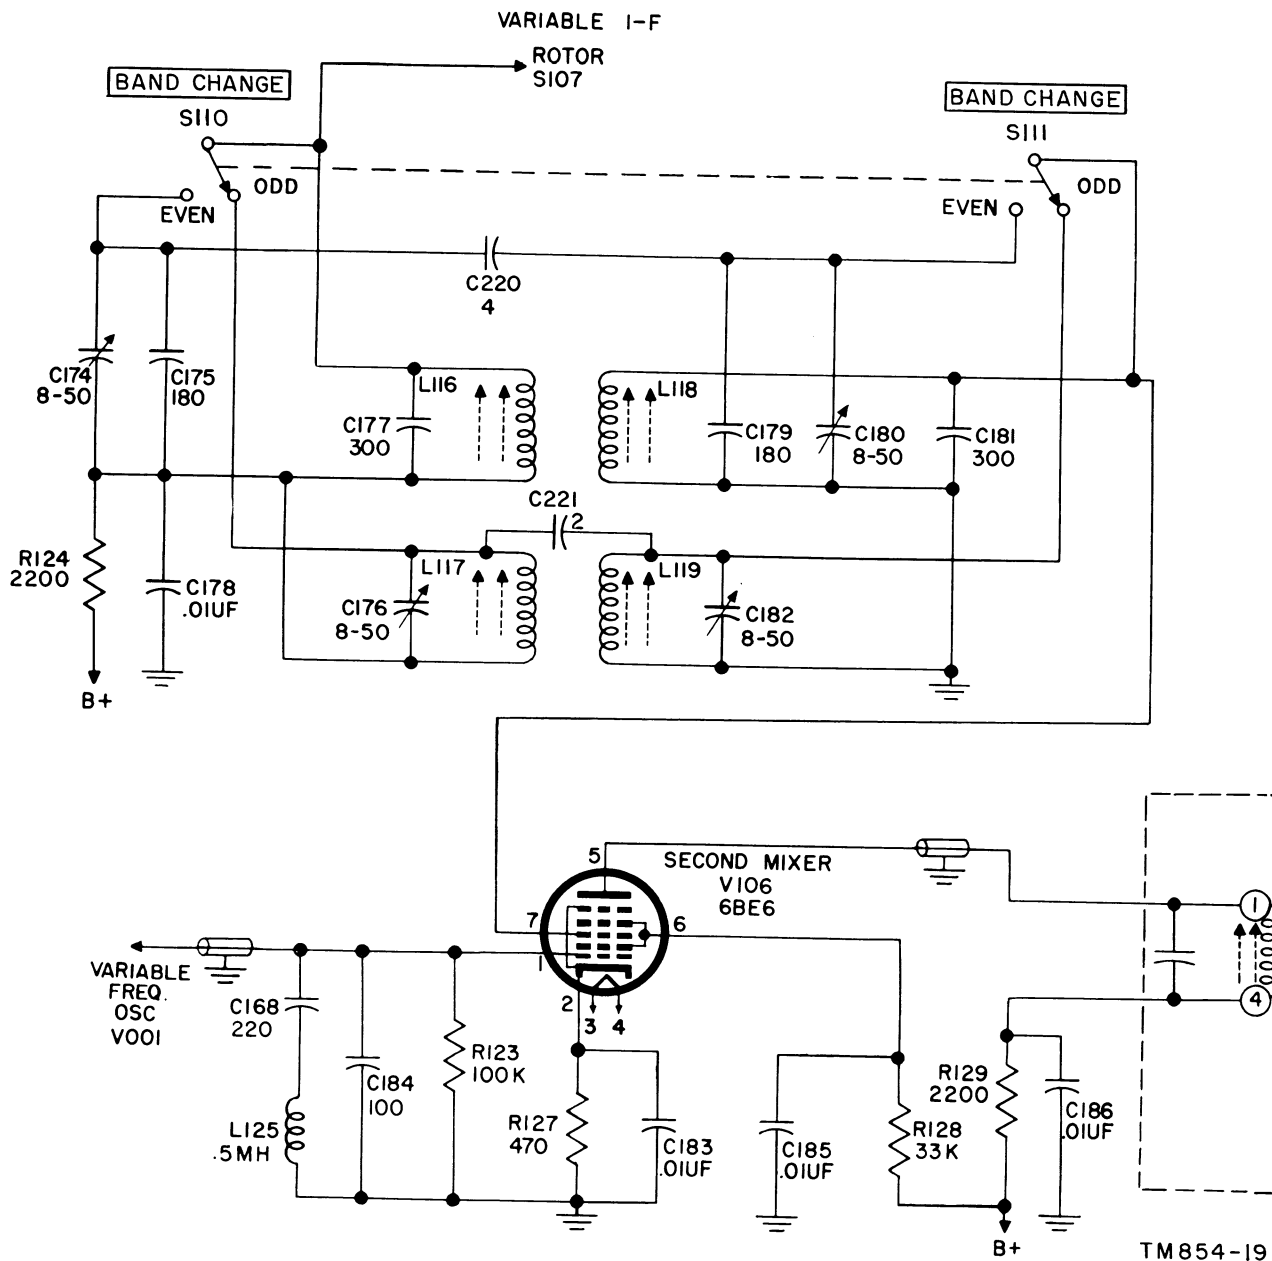 VARIABLE I-F
ROTOR
S107
BAND CHANGE
S110
ODD
EVEN
BAND CHANGE
S111
ODD
EVEN
C220
4
C174
8-50
C175
180
L116
C177
300
L118
C179
180
C180
8-50
C181
300
C221
2
R124
2200
C178
.01UF
B+
L117
C176
8-50
L119
C182
8-50
5
SECOND MIXER
V106
6BE6
7
6
1
2
3 4
VARIABLE
FREQ.
OSC
V001
C168
220
L125
.5MH
C184
100
R123
100K
R127
470
C183
.01UF
C185
.01UF
R128
33K
R129
2200
C186
.01UF
B+
1
4
TM854-19